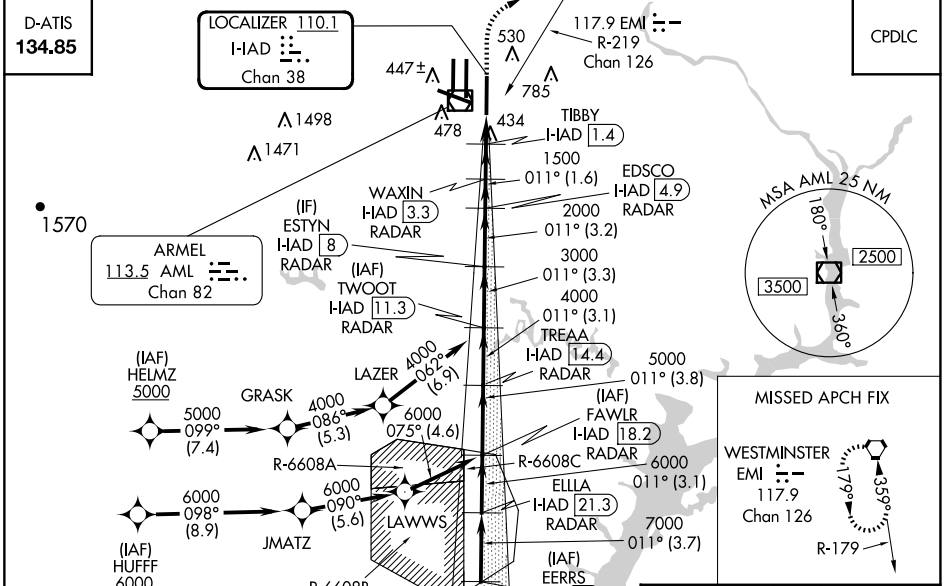 D-ATIS
134.85
LOCALIZER 110.1
I-IAD
Chan 38
117.9 EMI
R-219
Chan 126
CPDLC
530
447±
785
478
434
1498
1471
1570
TIBBY
I-IAD 1.4
1500
011° (1.6)
EDSCO
I-IAD 4.9
RADAR
WAXIN
I-IAD 3.3
RADAR
2000
011° (3.2)
(IF)
ESTYN
I-IAD 8
RADAR
3000
011° (3.3)
ARMEL
113.5 AML
Chan 82
(IAF)
TWOOT
I-IAD 11.3
RADAR
4000
011° (3.1)
TREAA
I-IAD 14.4
RADAR
MSA AML 25 NM
180°
2500
3500
360°
(IAF)
HELMZ
5000
5000
099°
(7.4)
GRASK
4000
086°
(5.3)
LAZER
4000
062°
(6.9)
5000
011° (3.8)
(IAF)
FAWLR
I-IAD 18.2
RADAR
6000
075° (4.6)
R-6608A
R-6608C
6000
011° (3.1)
ELLLA
I-IAD 21.3
RADAR
6000
098°
(8.9)
JMATZ
6000
090°
(5.6)
LAWWS
7000
011° (3.7)
(IAF)
HUFFF
6000
R-6608B
(IAF)
EERRS
MISSED APCH FIX
WESTMINSTER
EMI
117.9
Chan 126
179°
359°
R-179